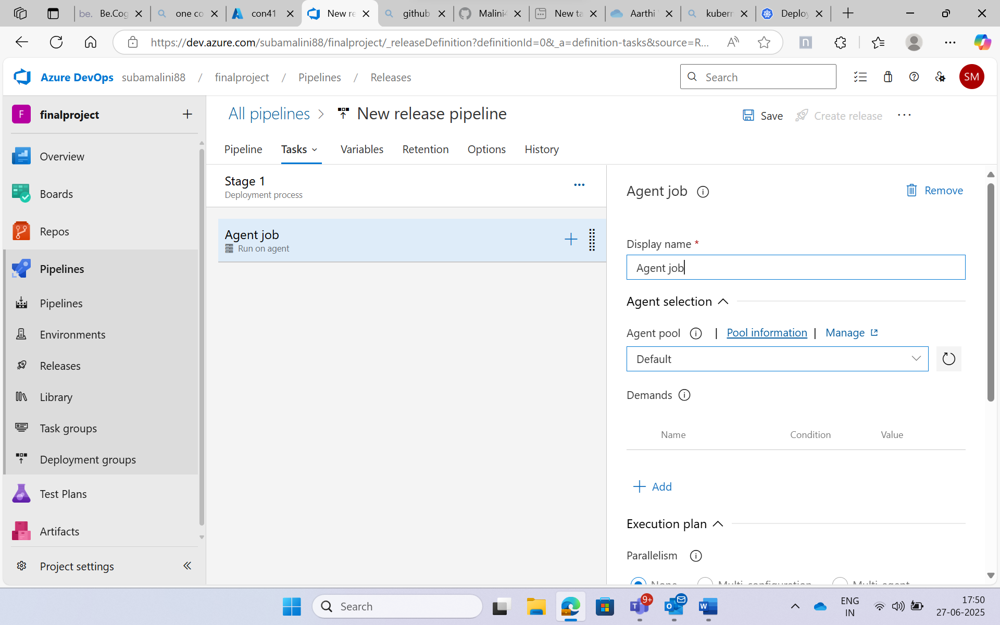 be. Be.Cog
one co
con41
New re
github
Malini4
New ta
Aarthi
kubern
Deploy
https://dev.azure.com/subamalini88/finalproject/_releaseDefinition?definitionId=0&_a=definition-tasks&source=R...
Azure DevOps subamalini88 / finalproject / Pipelines / Releases
Search
SM
F finalproject
Overview
Boards
Repos
Pipelines
Pipelines
Environments
Releases
Library
Task groups
Deployment groups
Test Plans
Artifacts
Project settings
All pipelines > New release pipeline
Save
Create release
Pipeline Tasks Variables Retention Options History
Stage 1
Deployment process
Agent job
Run on agent
Agent job
Remove
Display name *
Agent job
Agent selection
Agent pool | Pool information | Manage
Default
Demands
Name Condition Value
Add
Execution plan
Parallelism
None Multi-configuration Multi-agent
Search
9+
ENG
IN
17:50
27-06-2025